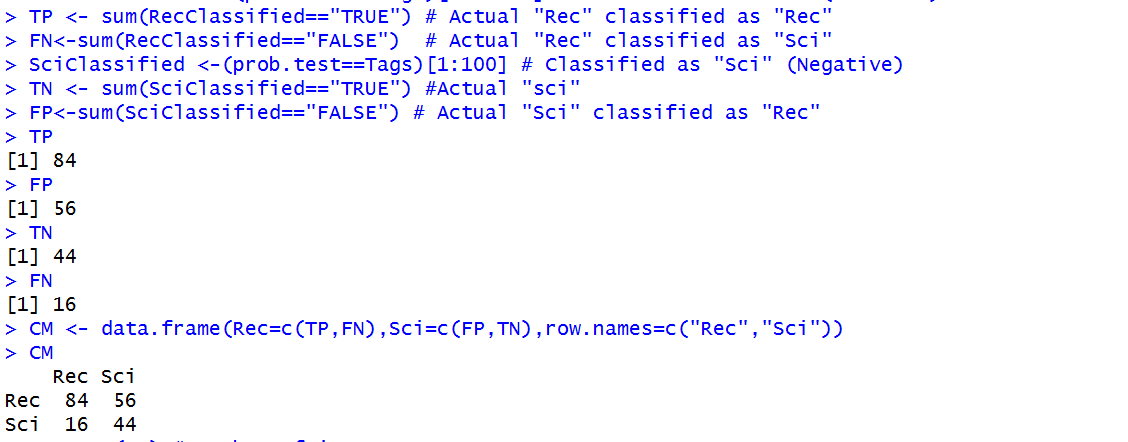 > TP <- sum(RecClassified=="TRUE") # Actual "Rec" classified as "Rec"
> FN<-sum(RecClassified=="FALSE")  # Actual "Rec" classified as "Sci"
> SciClassified <-(prob.test==Tags)[1:100] # Classified as "Sci" (Negative)
> TN <- sum(SciClassified=="TRUE") #Actual "sci"
> FP<-sum(SciClassified=="FALSE") # Actual "Sci" classified as "Rec"
> TP
[1] 84
> FP
[1] 56
> TN
[1] 44
> FN
[1] 16
> CM <- data.frame(Rec=c(TP,FN),Sci=c(FP,TN),row.names=c("Rec","Sci"))
> CM
    Rec Sci
Rec  84  56
Sci  16  44